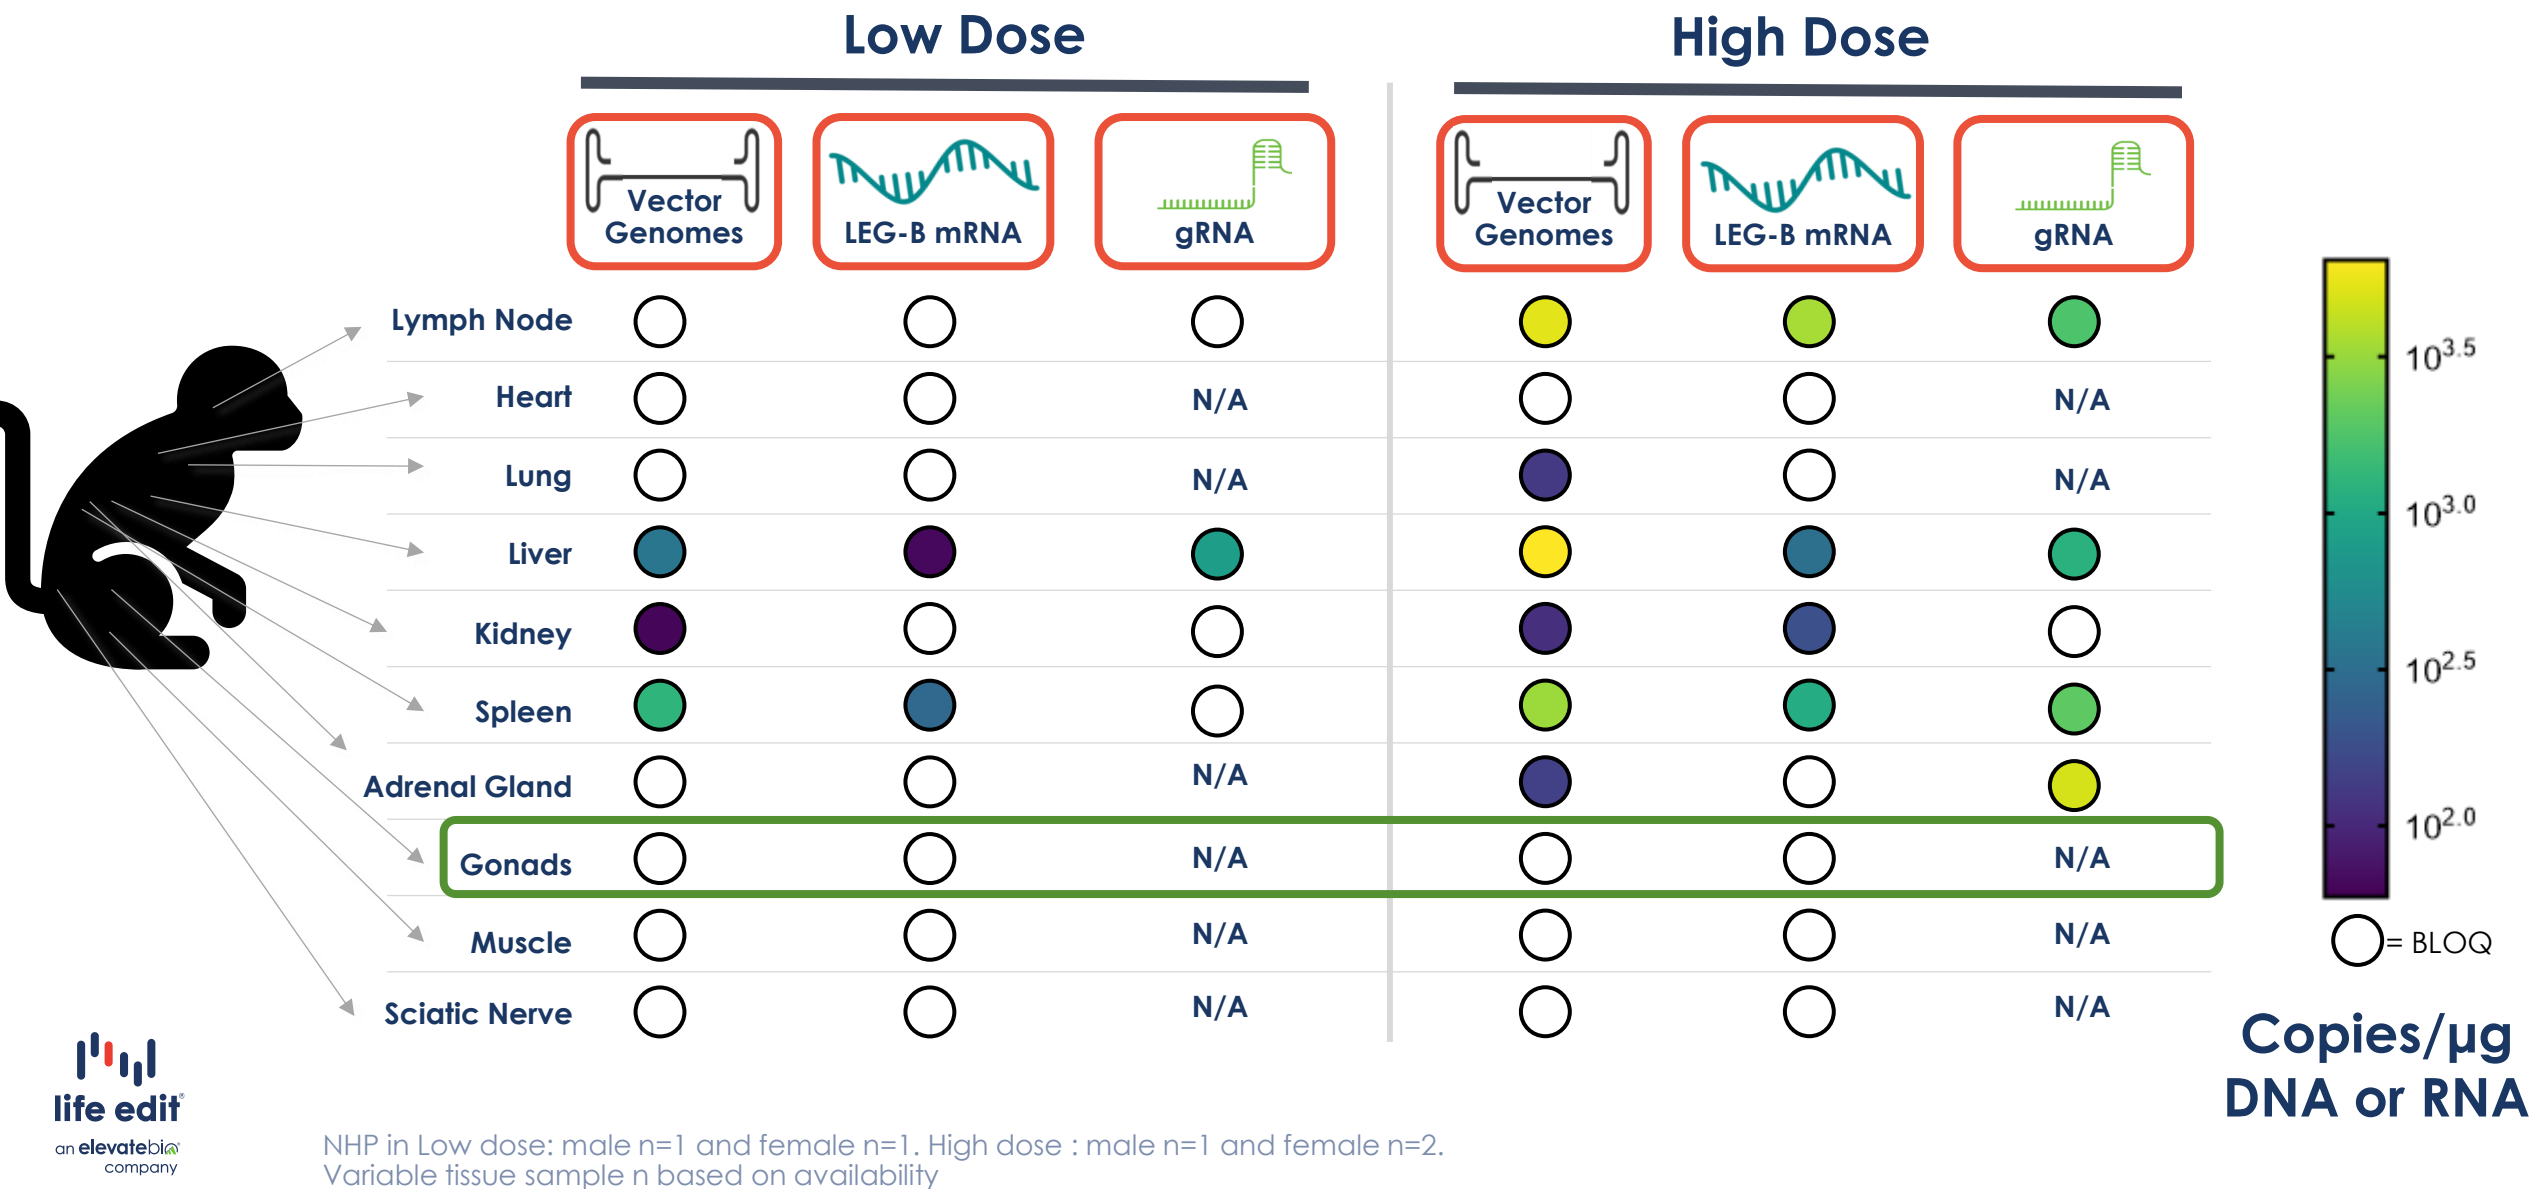 Low Dose
High Dose
Vector
Genomes
LEG-B mRNA
gRNA
Vector
Genomes
LEG-B mRNA
gRNA
Lymph Node
Heart N/A N/A
Lung N/A N/A
Liver
Kidney
Spleen
Adrenal Gland N/A
Gonads N/A N/A
Muscle N/A N/A
Sciatic Nerve N/A N/A
10^3.5
10^3.0
10^2.5
10^2.0
= BLOQ
Copies/µg
DNA or RNA
life edit®
an elevatebio
company
NHP in Low dose: male n=1 and female n=1. High dose : male n=1 and female n=2.
Variable tissue sample n based on availability